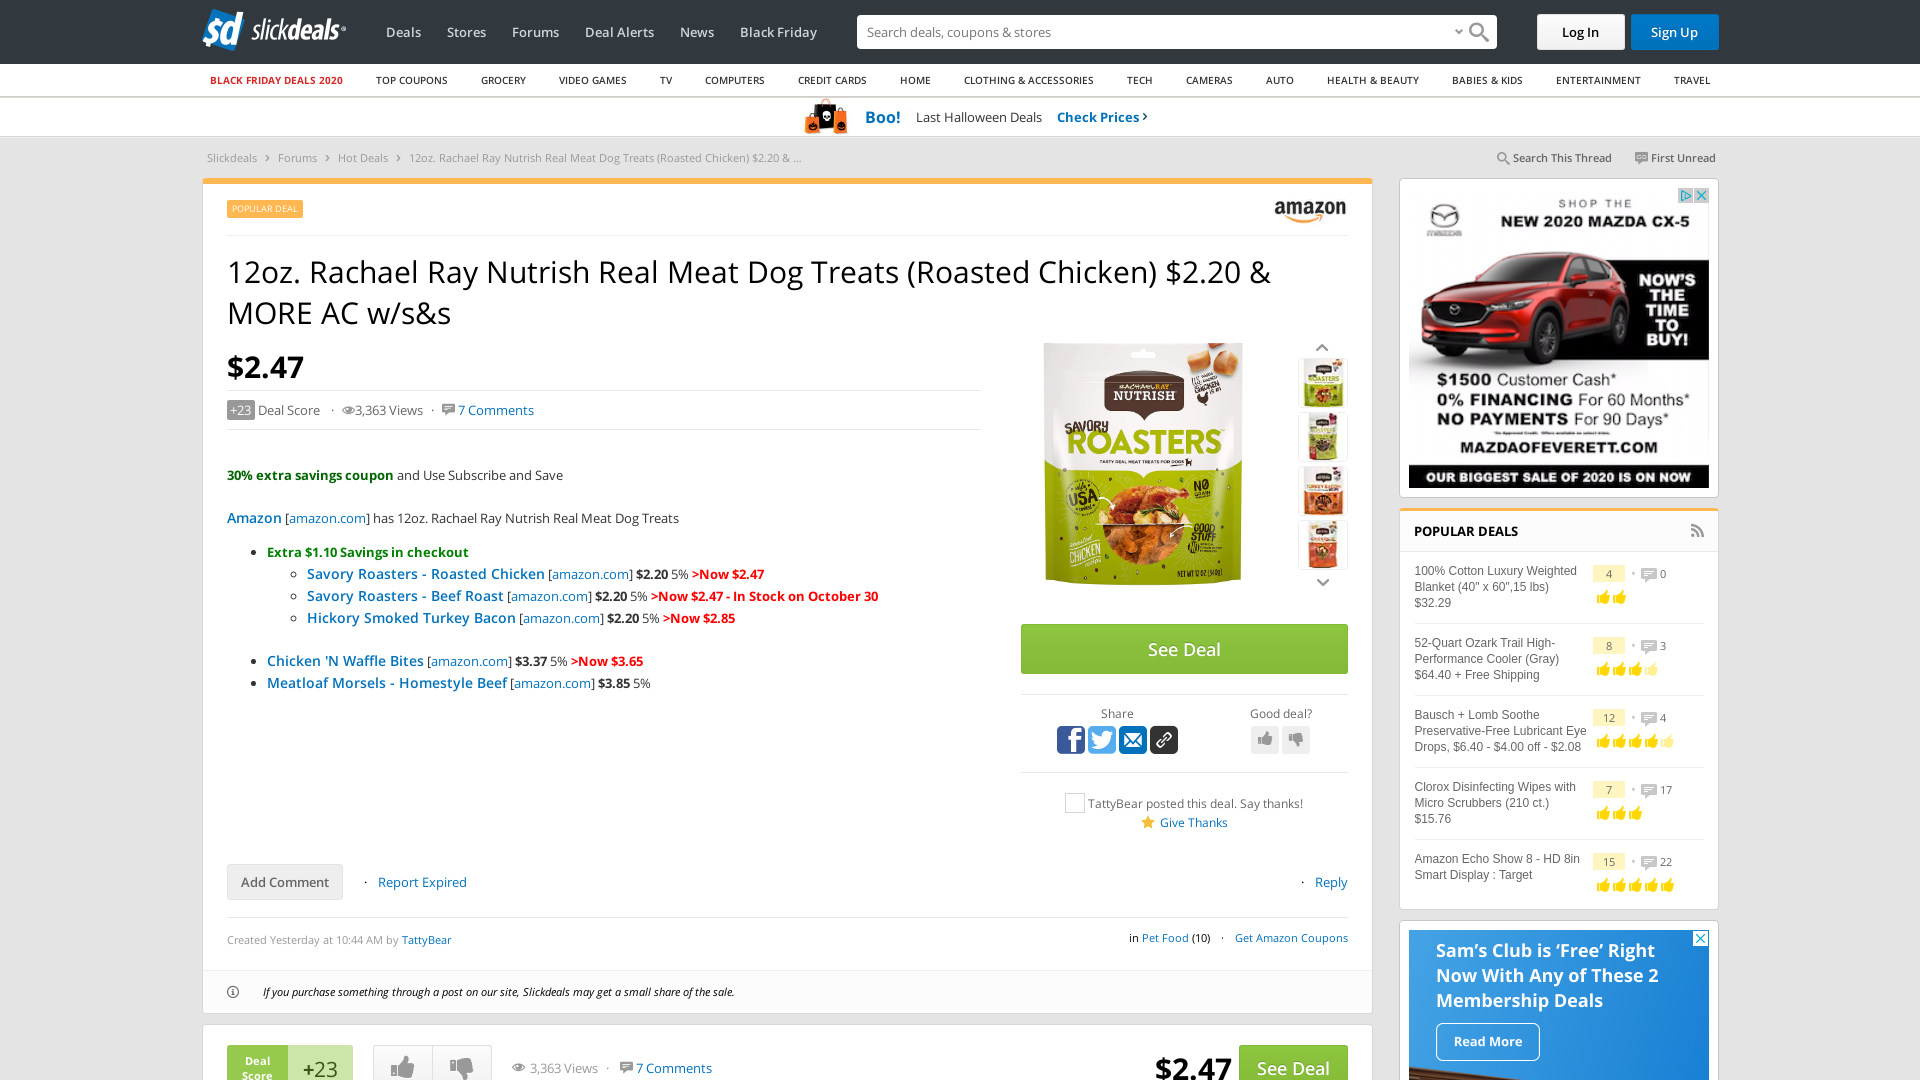 slickdeals
Deals Stores Forums Deal Alerts News Black Friday
Search deals, coupons & shopping
Log In Sign Up
BLACK FRIDAY DEALS 2020 TOP COUPONS GROCERY VIDEO GAMES TV COMPUTERS CREDIT CARDS HOME CLOTHING & ACCESSORIES TECH CAMERAS AUTO HEALTH & BEAUTY BABIES & KIDS ENTERTAINMENT TRAVEL
Boo! Last Halloween Deals Check Prices ›
Slickdeals › Forums › Hot Deals › 12oz. Rachael Ray Nutrish Real Meat Dog Treats (Roasted Chicken) $2.20 & ...
Search This Thread First Unread
POPULAR DEAL
amazon
12oz. Rachael Ray Nutrish Real Meat Dog Treats (Roasted Chicken) $2.20 &
MORE AC w/s&s
$2.47
+23 Deal Score · 3,363 Views · 7 Comments
30% extra savings coupon and Use Subscribe and Save
Amazon [amazon.com] has 12oz. Rachael Ray Nutrish Real Meat Dog Treats
Extra $1.10 Savings in checkout
Savory Roasters - Roasted Chicken [amazon.com] $2.20 5% >Now $2.47
Savory Roasters - Beef Roast [amazon.com] $2.20 5% >Now $2.47 - In Stock on October 30
Hickory Smoked Turkey Bacon [amazon.com] $2.20 5% >Now $2.85
Chicken 'N Waffle Bites [amazon.com] $3.37 5% >Now $3.65
Meatloaf Morsels - Homestyle Beef [amazon.com] $3.85 5%
RACHAEL RAY
NUTRISH
SAVORY
ROASTERS
TASTY REAL MEAT TREATS FOR DOGS
USA
NO
GRAIN
GOOD
STUFF
CHICKEN
NET WT 12 OZ (340g)
See Deal
Share Good deal?
TattyBear posted this deal. Say thanks!
Give Thanks
Add Comment · Report Expired
· Reply
Created Yesterday at 10:44 AM by TattyBear
in Pet Food (10) · Get Amazon Coupons
If you purchase something through a post on our site, Slickdeals may get a small share of the sale.
Deal
Score
+23
3,363 Views · 7 Comments
$2.47
See Deal
SHOP THE
NEW 2020 MAZDA CX-5
mazda
NOW'S
THE
TIME
TO
BUY!
$1500 Customer Cash*
0% FINANCING For 60 Months*
NO PAYMENTS For 90 Days*
MAZDAOFEVERETT.COM
OUR BIGGEST SALE OF 2020 IS ON NOW
POPULAR DEALS
100% Cotton Luxury Weighted
Blanket (40" x 60",15 lbs)
$32.29
4 • 0
52-Quart Ozark Trail High-
Performance Cooler (Gray)
$64.40 + Free Shipping
8 • 3
Bausch + Lomb Soothe
Preservative-Free Lubricant Eye
Drops, $6.40 - $4.00 off - $2.08
12 • 4
Clorox Disinfecting Wipes with
Micro Scrubbers (210 ct.)
$15.76
7 • 17
Amazon Echo Show 8 - HD 8in
Smart Display : Target
15 • 22
Sam's Club is 'Free' Right
Now With Any of These 2
Membership Deals
Read More